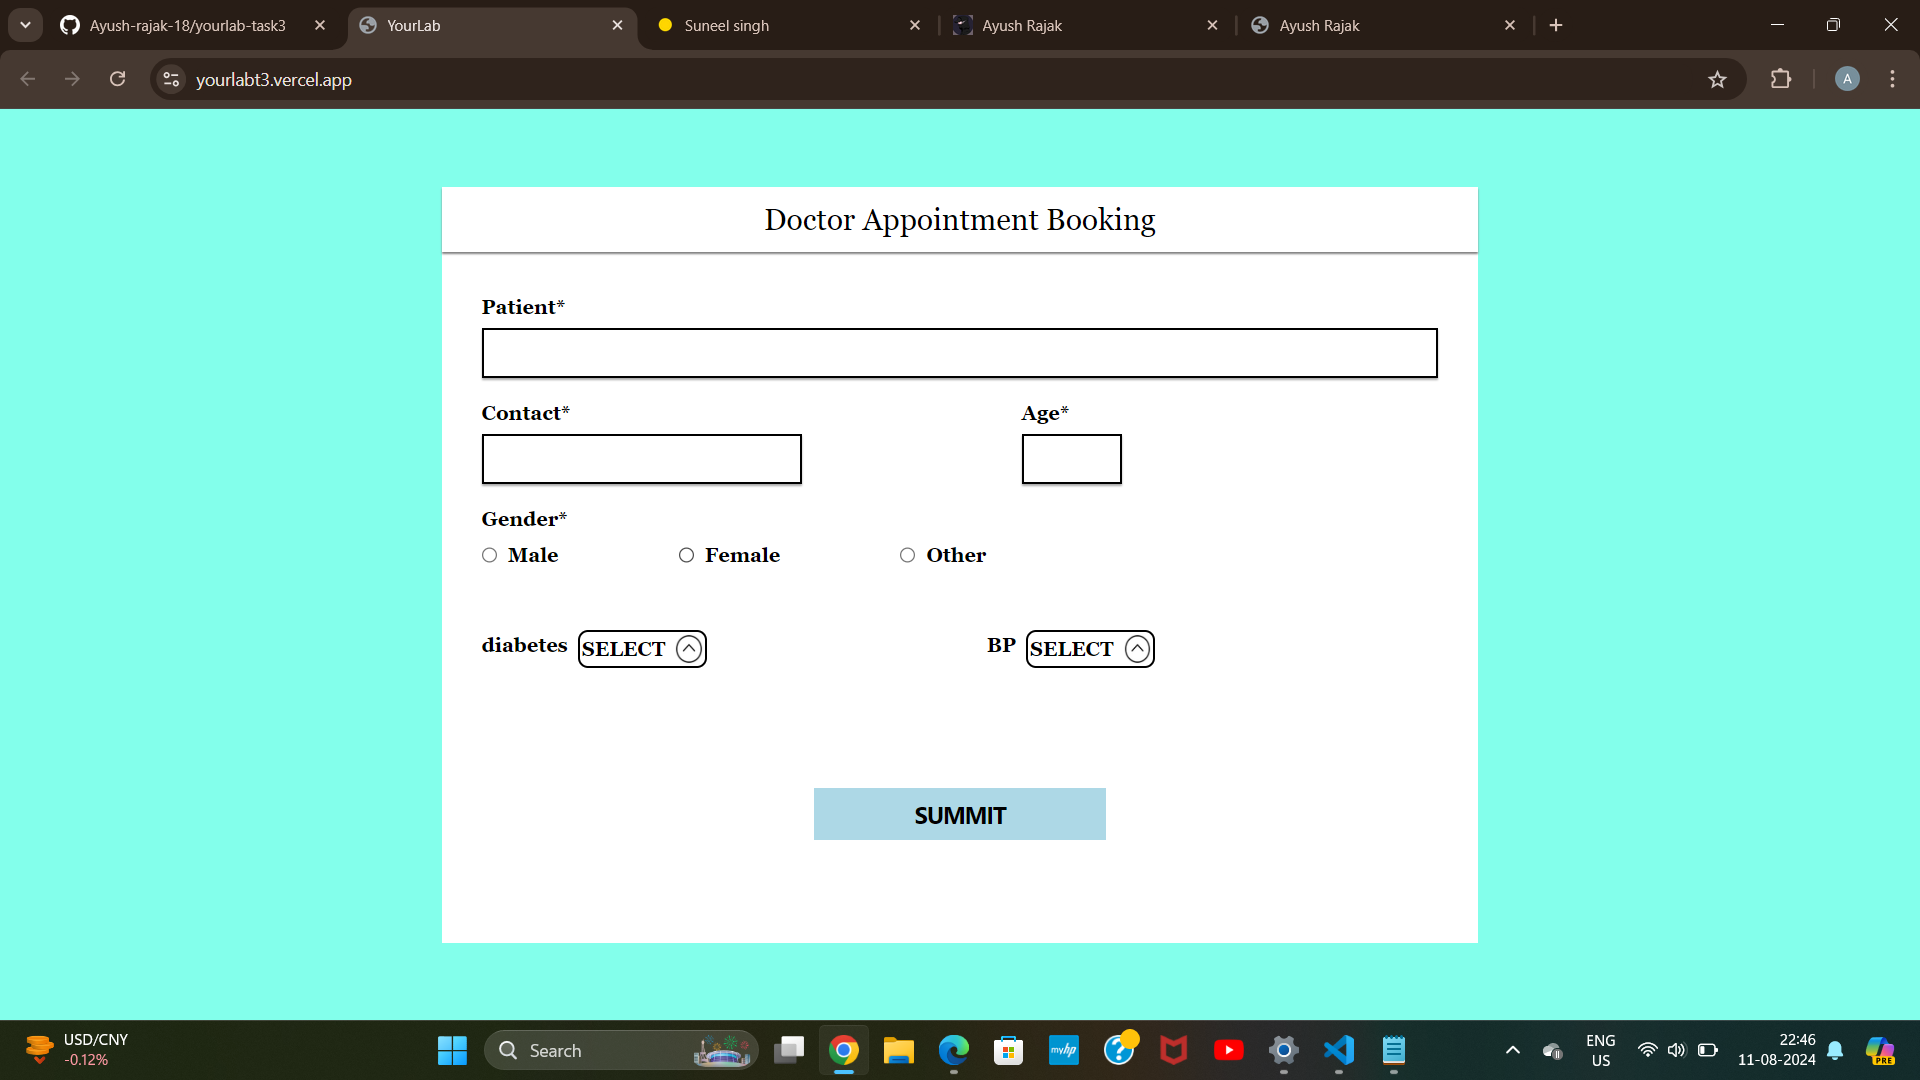 Ayush-rajak-18/yourlab-task3
YourLab
Suneel singh
Ayush Rajak
Ayush Rajak
yourlabt3.vercel.app
A
Doctor Appointment Booking
Patient*
Contact*
Age*
Gender*
Male
Female
Other
diabetes
SELECT
BP
SELECT
SUMMIT
USD/CNY
-0.12%
Search
myhp
ENG
US
22:46
11-08-2024
PRE